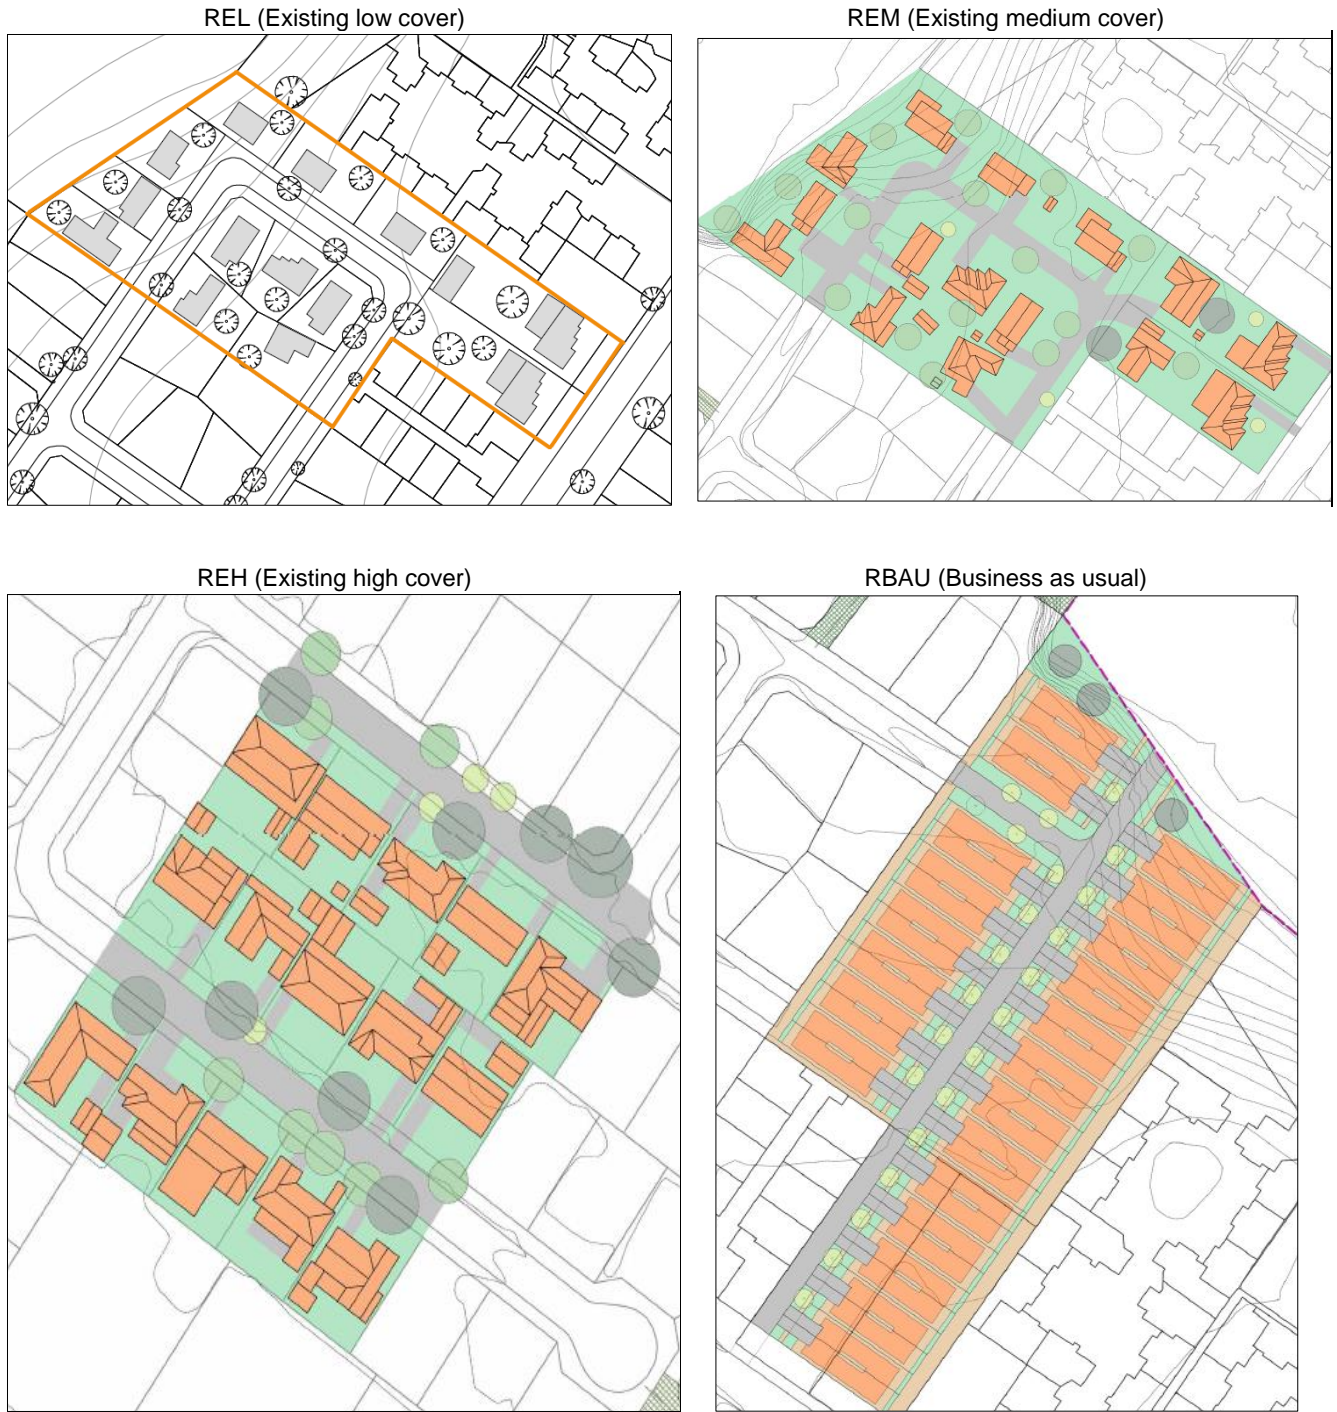 REL (Existing low cover)
REM (Existing medium cover)
REH (Existing high cover)
RBAU (Business as usual)